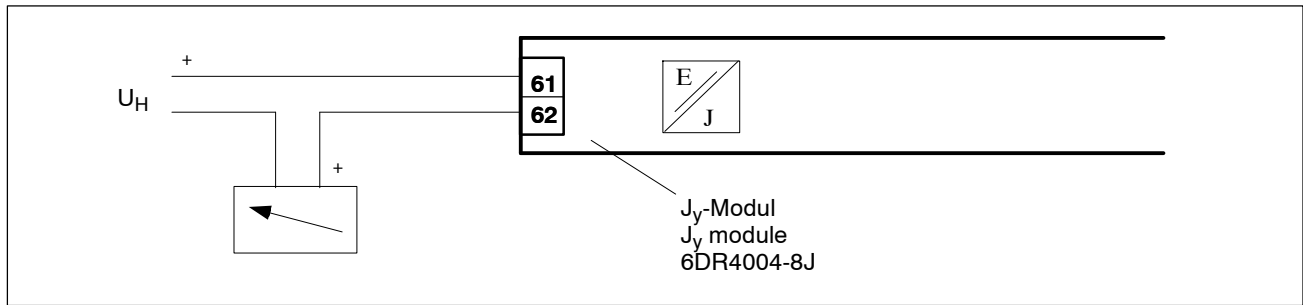 +
61
E
U_H
62
J
+
J_y-Modul
J_y module
6DR4004-8J